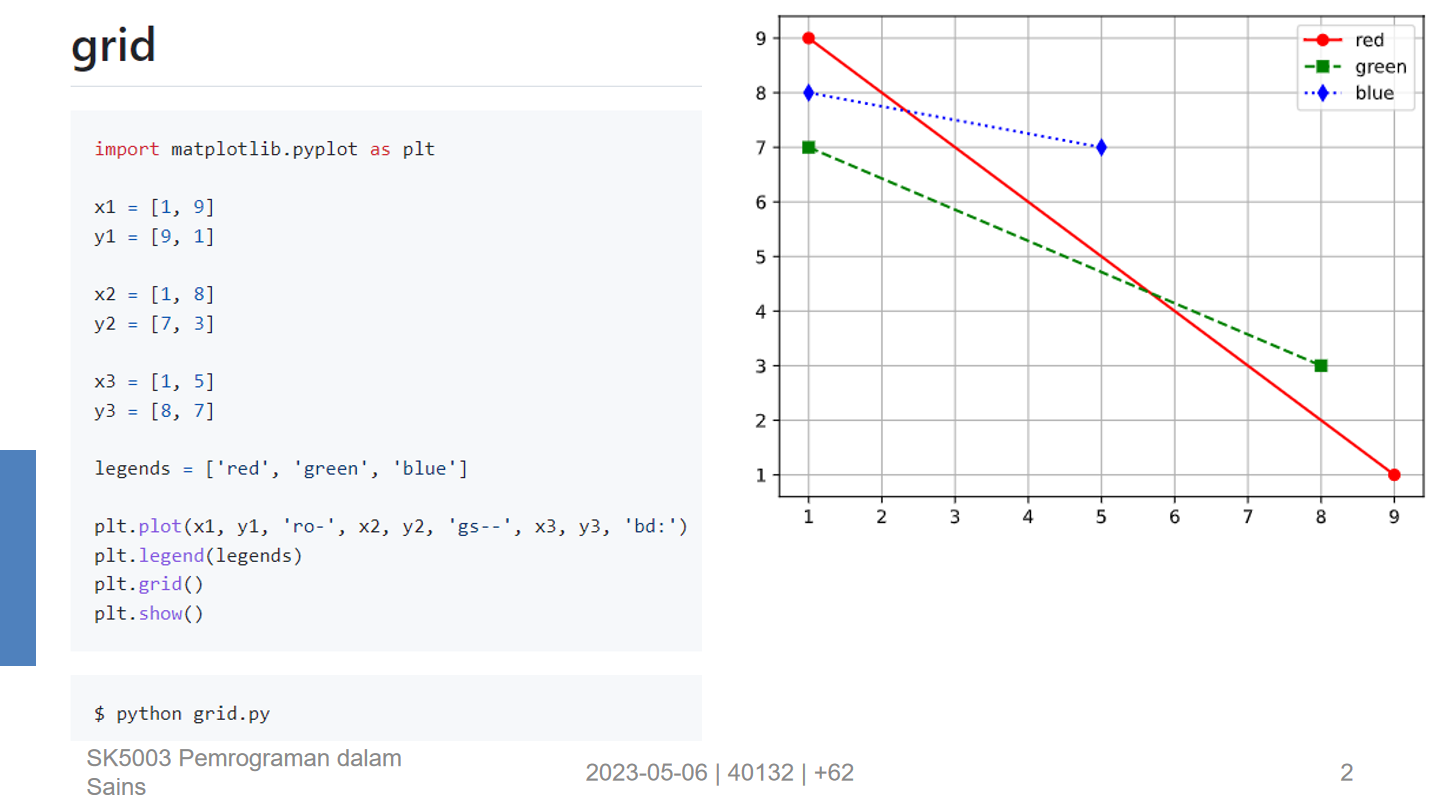 grid
import matplotlib.pyplot as plt
x1 = [1, 9]
y1 = [9, 1]
x2 = [1, 8]
y2 = [7, 3]
x3 = [1, 5]
y3 = [8, 7]
legends = ['red', 'green', 'blue']
plt.plot(x1, y1, 'ro-', x2, y2, 'gs--', x3, y3, 'bd:')
plt.legend(legends)
plt.grid()
plt.show()
$ python grid.py
9
8
7
6
5
4
3
2
1
1 2 3 4 5 6 7 8 9
red
green
blue
SK5003 Pemrograman dalam
Sains
2023-05-06 | 40132 | +62
2